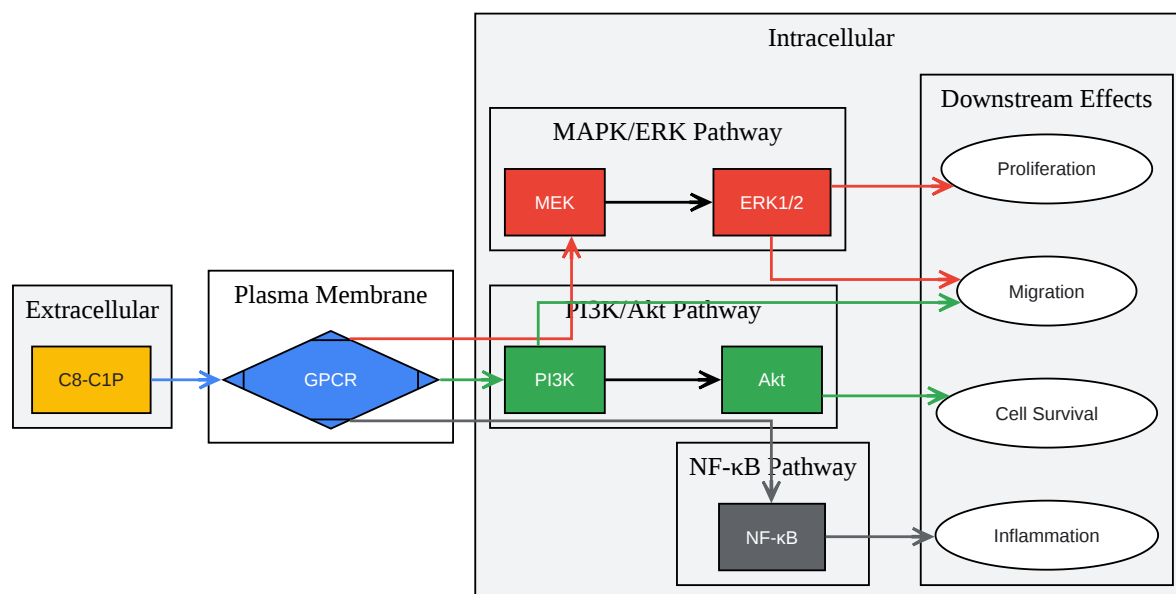 Intracellular
Downstream Effects
MAPK/ERK Pathway
Proliferation
MEK
ERK1/2
Plasma Membrane
Migration
Extracellular
PI3K/Akt Pathway
C8-C1P
GPCR
PI3K
Akt
Cell Survival
NF-κB Pathway
NF-κB
Inflammation